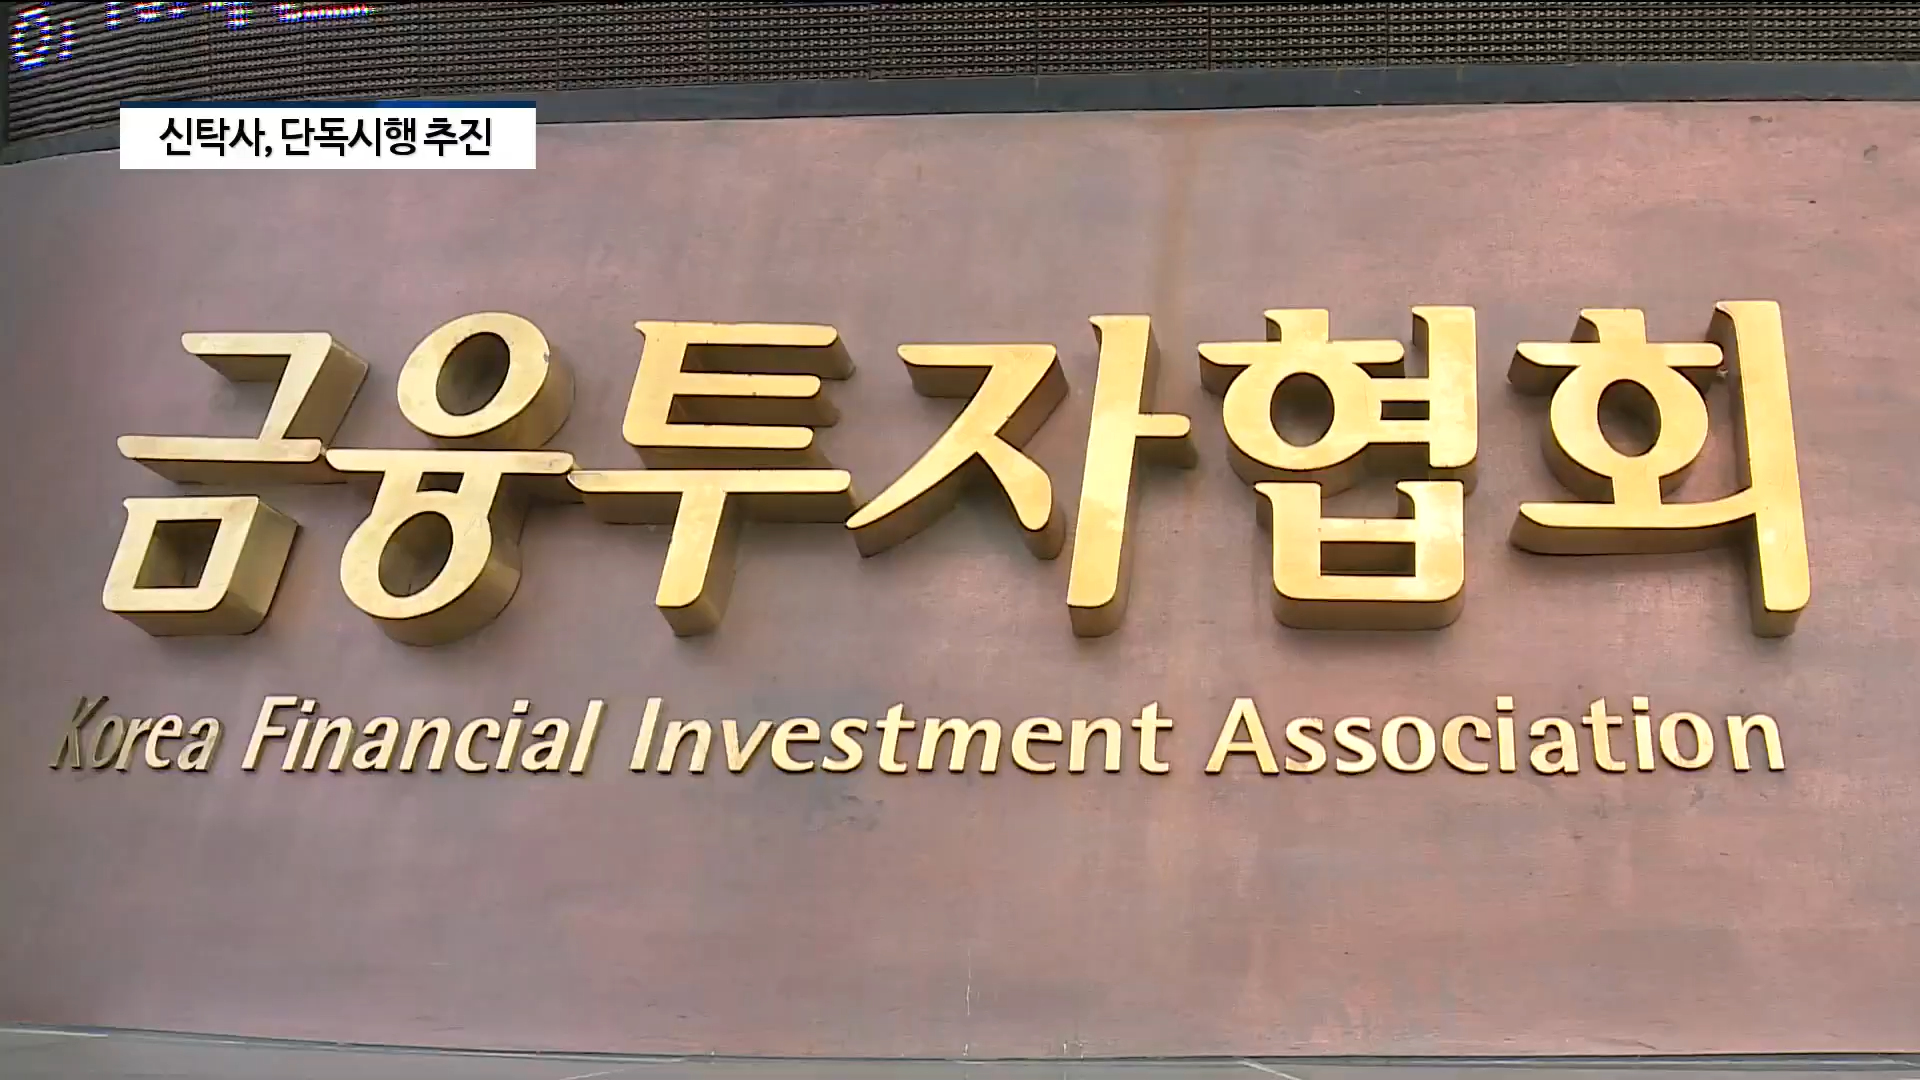 신탁사, 단독시행 추진
금융투자협회
Korea Financial Investment Association